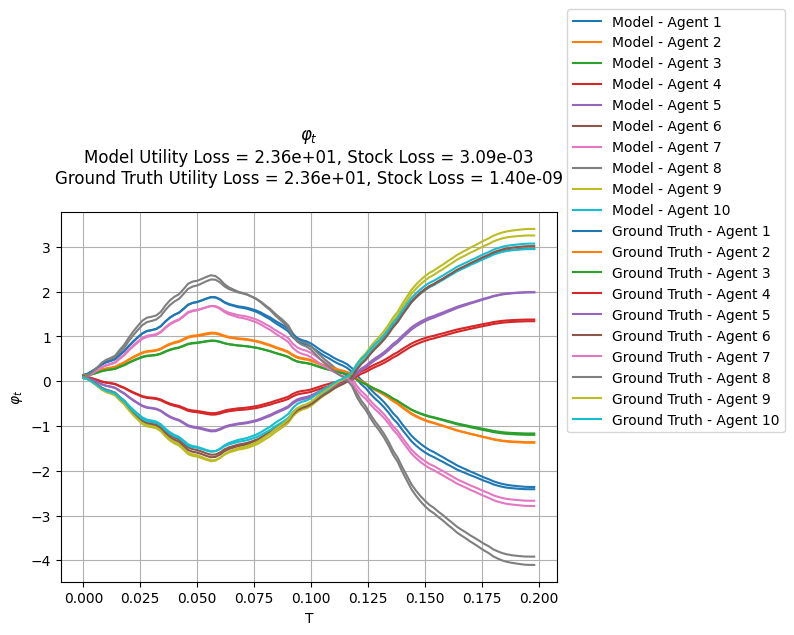 φt
Model Utility Loss = 2.36e+01, Stock Loss = 3.09e-03
Ground Truth Utility Loss = 2.36e+01, Stock Loss = 1.40e-09
Model - Agent 1
Model - Agent 2
Model - Agent 3
Model - Agent 4
Model - Agent 5
Model - Agent 6
Model - Agent 7
Model - Agent 8
Model - Agent 9
Model - Agent 10
Ground Truth - Agent 1
Ground Truth - Agent 2
Ground Truth - Agent 3
Ground Truth - Agent 4
Ground Truth - Agent 5
Ground Truth - Agent 6
Ground Truth - Agent 7
Ground Truth - Agent 8
Ground Truth - Agent 9
Ground Truth - Agent 10
φt
3
2
1
0
−1
−2
−3
−4
0.000 0.025 0.050 0.075 0.100 0.125 0.150 0.175 0.200
T